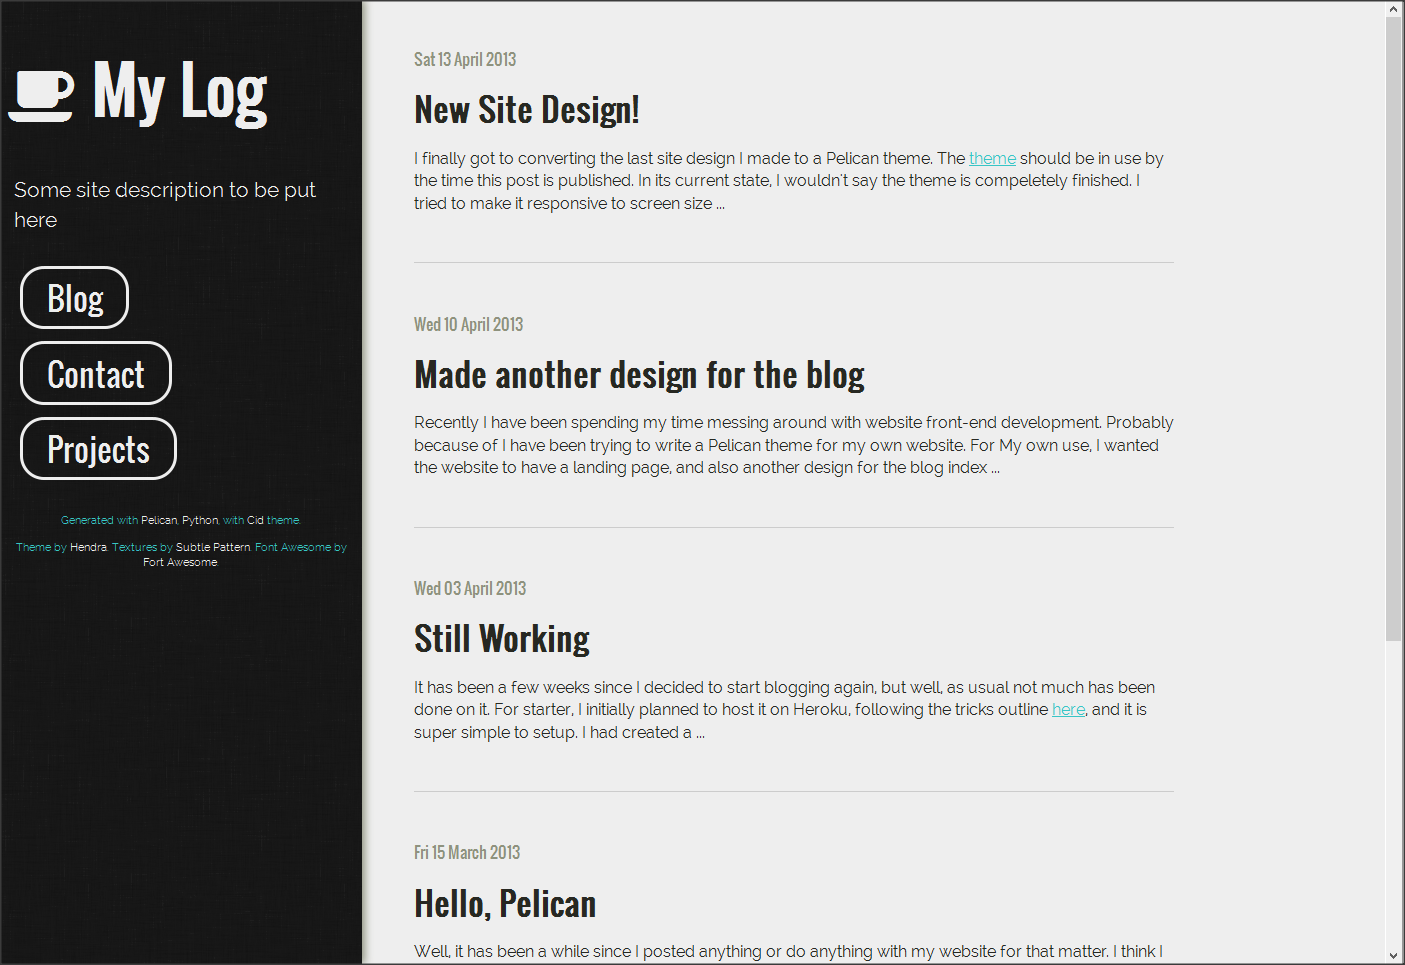 My Log
Some site description to be put
here
Blog
Contact
Projects
Generated with Pelican, Python, with Cid theme.
Theme by Hendra. Textures by Subtle Pattern. Font Awesome by
Fort Awesome.
Sat 13 April 2013
New Site Design!
I finally got to converting the last site design I made to a Pelican theme. The theme should be in use by
the time this post is published. In its current state, I wouldn't say the theme is compeletely finished. I
tried to make it responsive to screen size ...
Wed 10 April 2013
Made another design for the blog
Recently I have been spending my time messing around with website front-end development. Probably
because of I have been trying to write a Pelican theme for my own website. For My own use, I wanted
the website to have a landing page, and also another design for the blog index ...
Wed 03 April 2013
Still Working
It has been a few weeks since I decided to start blogging again, but well, as usual not much has been
done on it. For starter, I initially planned to host it on Heroku, following the tricks outline here, and it is
super simple to setup. I had created a ...
Fri 15 March 2013
Hello, Pelican
Well, it has been a while since I posted anything or do anything with my website for that matter. I think I